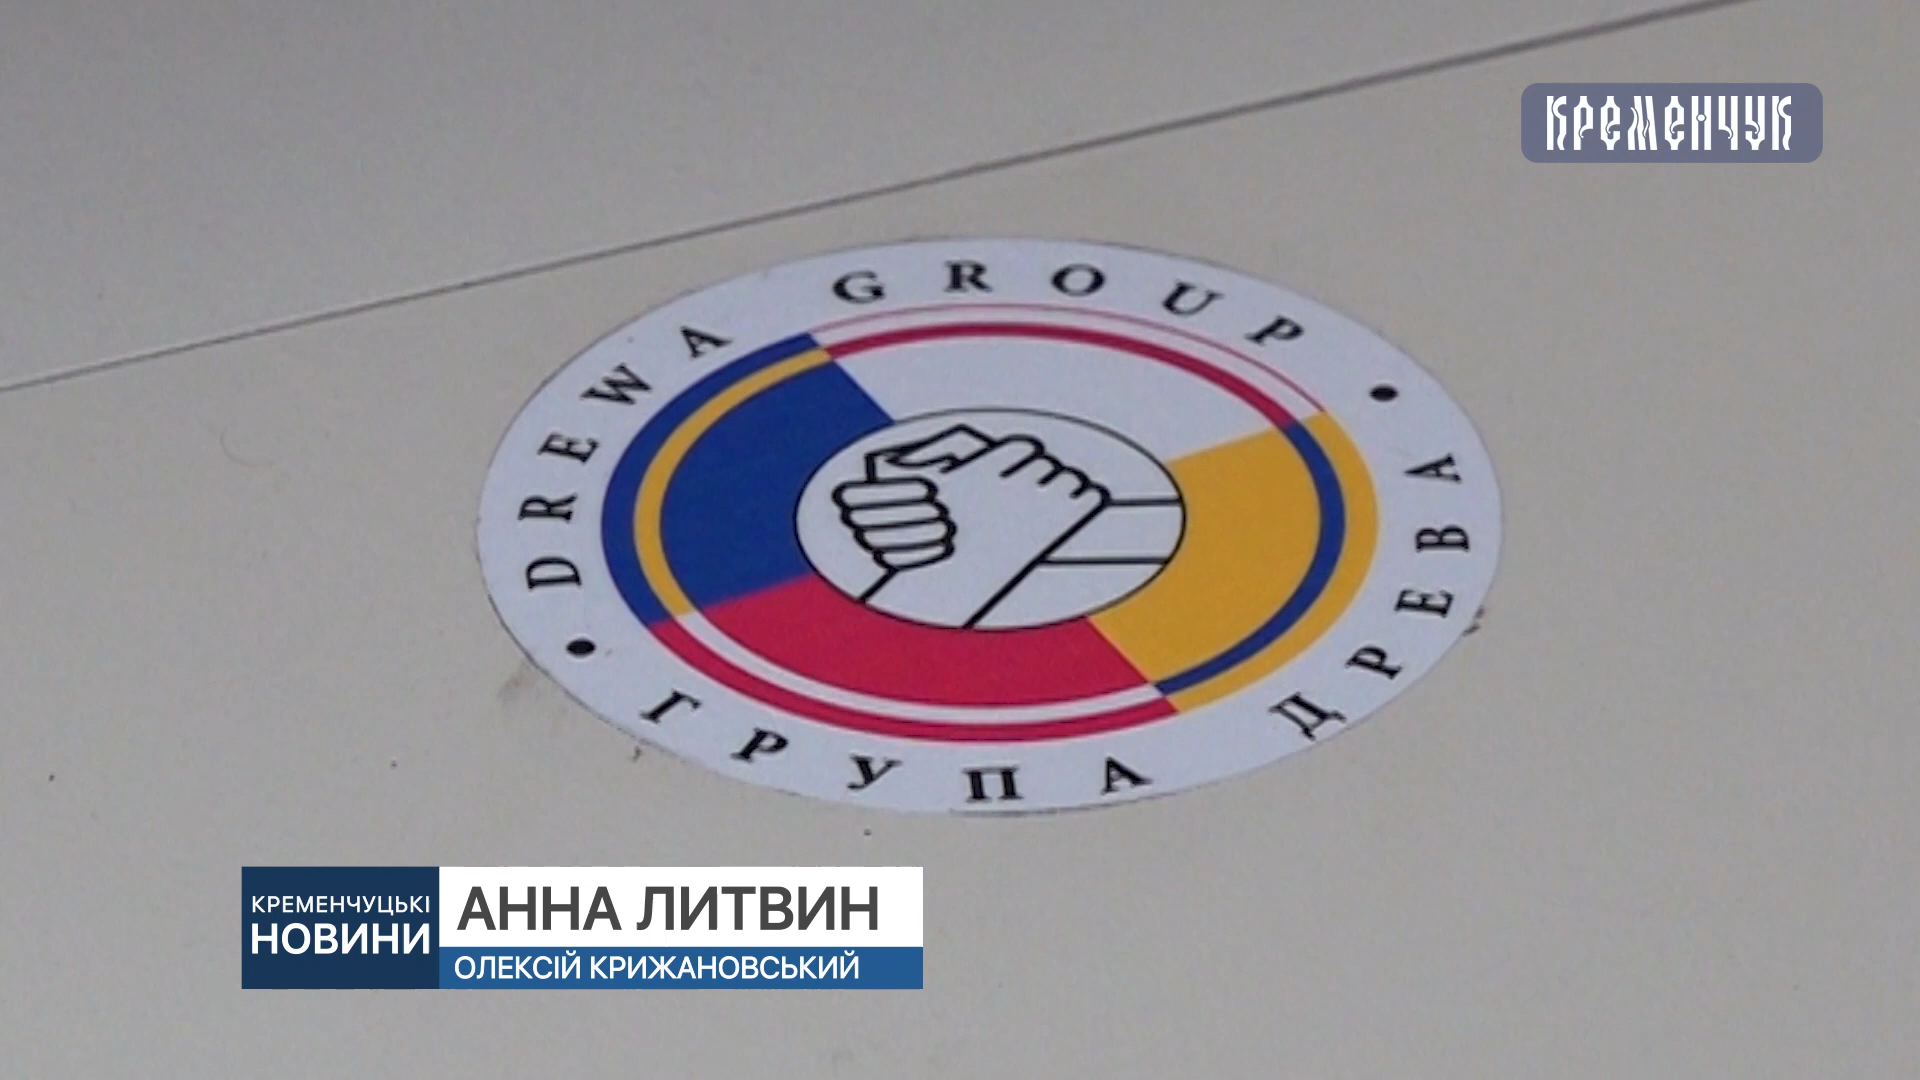 КРЕМЕНЧУК
DREWA GROUP
ГРУПА ДРЕВА
КРЕМЕНЧУЦЬКІ
НОВИНИ
АННА ЛИТВИН
ОЛЕКСІЙ КРИЖАНОВСЬКИЙ